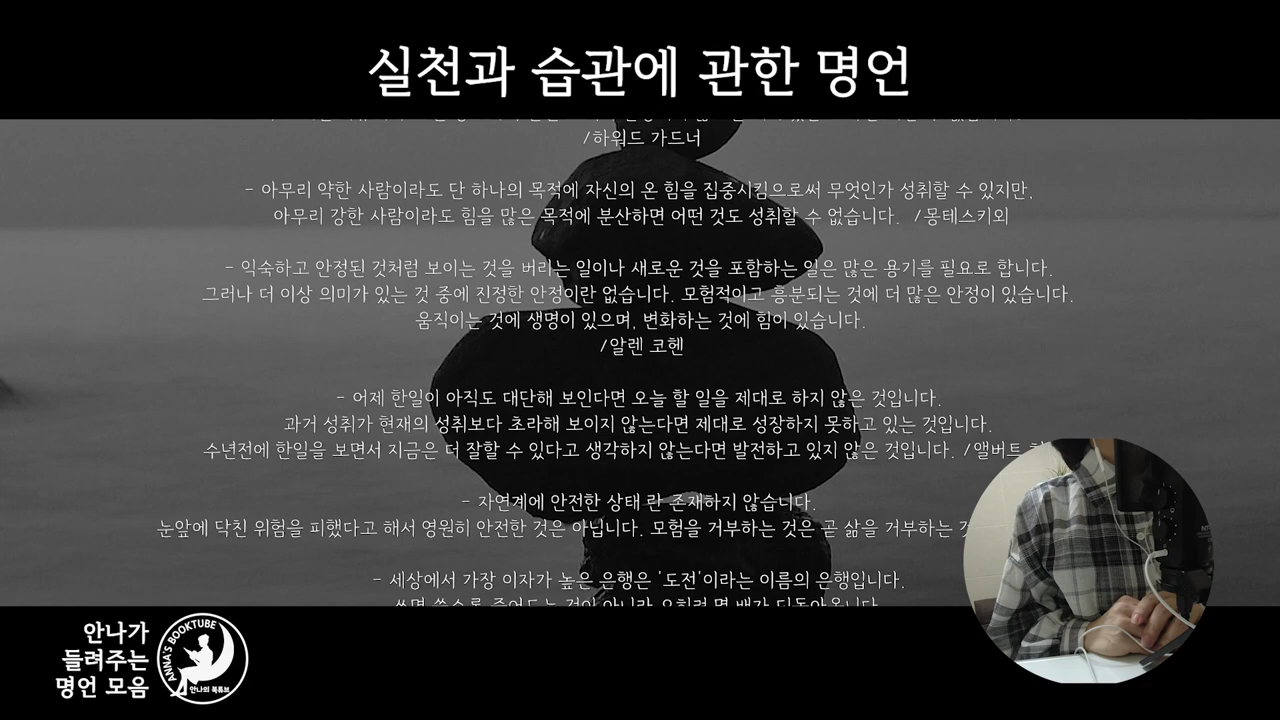 실천과 습관에 관한 명언
/하워드 가드너
- 아무리 약한 사람이라도 단 하나의 목적에 자신의 온 힘을 집중시킴으로써 무엇인가 성취할 수 있지만,
아무리 강한 사람이라도 힘을 많은 목적에 분산하면 어떤 것도 성취할 수 없습니다. /몽테스키외
- 익숙하고 안정된 것처럼 보이는 것을 버리는 일이나 새로운 것을 포함하는 일은 많은 용기를 필요로 합니다.
그러나 더 이상 의미가 있는 것 중에 진정한 안정이란 없습니다. 모험적이고 흥분되는 것에 더 많은 안정이 있습니다.
움직이는 것에 생명이 있으며, 변화하는 것에 힘이 있습니다.
/알렌 코헨
- 어제 한일이 아직도 대단해 보인다면 오늘 할 일을 제대로 하지 않은 것입니다.
과거 성취가 현재의 성취보다 초라해 보이지 않는다면 제대로 성장하지 못하고 있는 것입니다.
수년전에 한일을 보면서 지금은 더 잘할 수 있다고 생각하지 않는다면 발전하고 있지 않은 것입니다. /앨버트
- 자연계에 안전한 상태 란 존재하지 않습니다.
눈앞에 닥친 위험을 피했다고 해서 영원히 안전한 것은 아닙니다. 모험을 거부하는 것은 곧 삶을 거부하는
- 세상에서 가장 이자가 높은 은행은 '도전'이라는 이름의 은행입니다.
안나가
들려주는
명언 모음
ANNA'S BOOKTUBE
안나의 북튜브